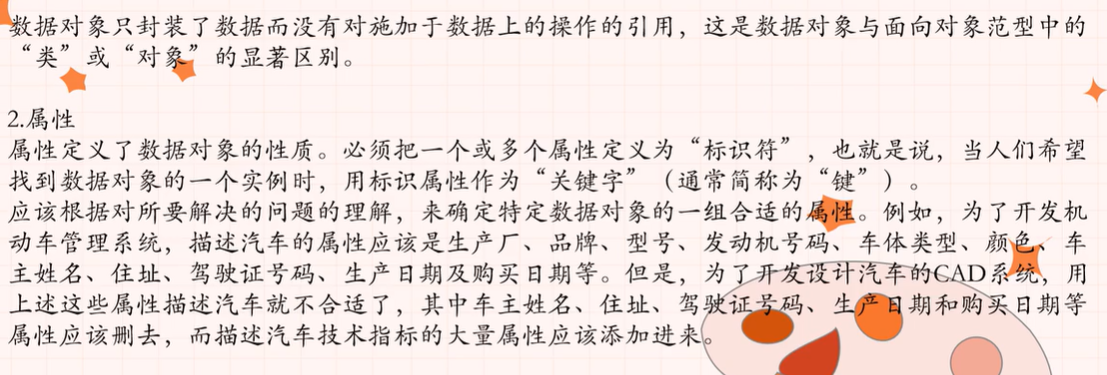 数据对象只封装了数据而没有对施加于数据上的操作的引用，这是数据对象与面向对象范型中的
“类”或“对象”的显著区别。
2.属性
属性定义了数据对象的性质。必须把一个或多个属性定义为“标识符”，也就是说，当人们希望
找到数据对象的一个实例时，用标识属性作为“关键字”（通常简称为“键”）。
应该根据对所要解决的问题的理解，来确定特定数据对象的一组合适的属性。例如，为了开发机
动车管理系统，描述汽车的属性应该是生产厂、品牌、型号、发动机号码、车体类型、颜色、车
主姓名、住址、驾驶证号码、生产日期及购买日期等。但是，为了开发设计汽车的CAD系统，用
上述这些属性描述汽车就不合适了，其中车主姓名、住址、驾驶证号码、生产日期和购买日期等
属性应该删去，而描述汽车技术指标的大量属性应该添加进来。